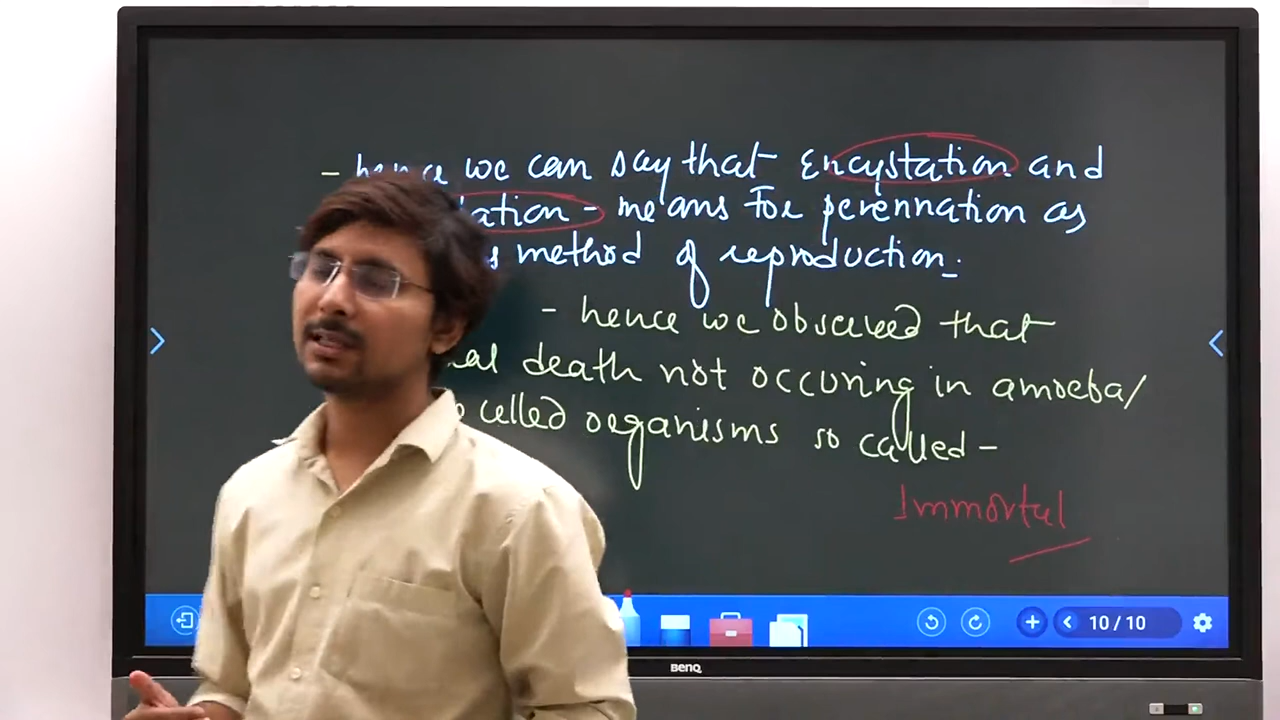 - hence we can say that Encystation and
ation - means For perennation as
method of reproduction.
- hence we observed that
death not occuring in amoeba/
celled organisms so called -
Immortal
10/10
BenQ